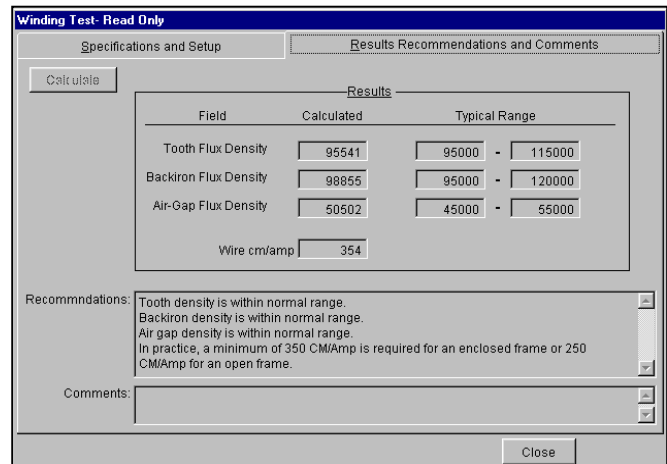 Winding Test- Read Only
Specifications and Setup
Results Recommendations and Comments
Calculate
Results
Field Calculated Typical Range
Tooth Flux Density 95541 95000 - 115000
Backiron Flux Density 98855 95000 - 120000
Air-Gap Flux Density 50502 45000 - 55000
Wire cm/amp 354
Recommndations:
Tooth density is within normal range.
Backiron density is within normal range.
Air gap density is within normal range.
In practice, a minimum of 350 CM/Amp is required for an enclosed frame or 250
CM/Amp for an open frame.
Comments:
Close